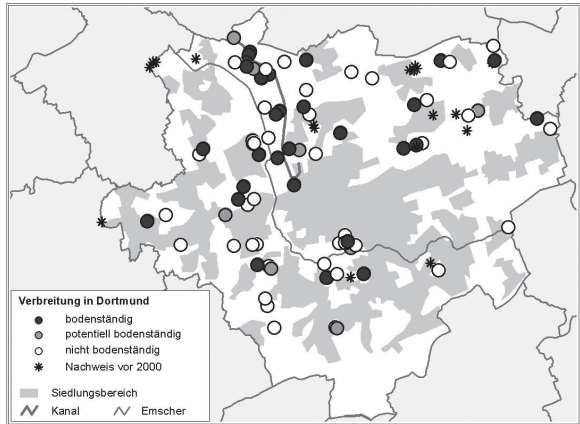 Verbreitung in Dortmund
bodenständig
potentiell bodenständig
nicht bodenständig
Nachweis vor 2000
Siedlungsbereich
Kanal Emscher